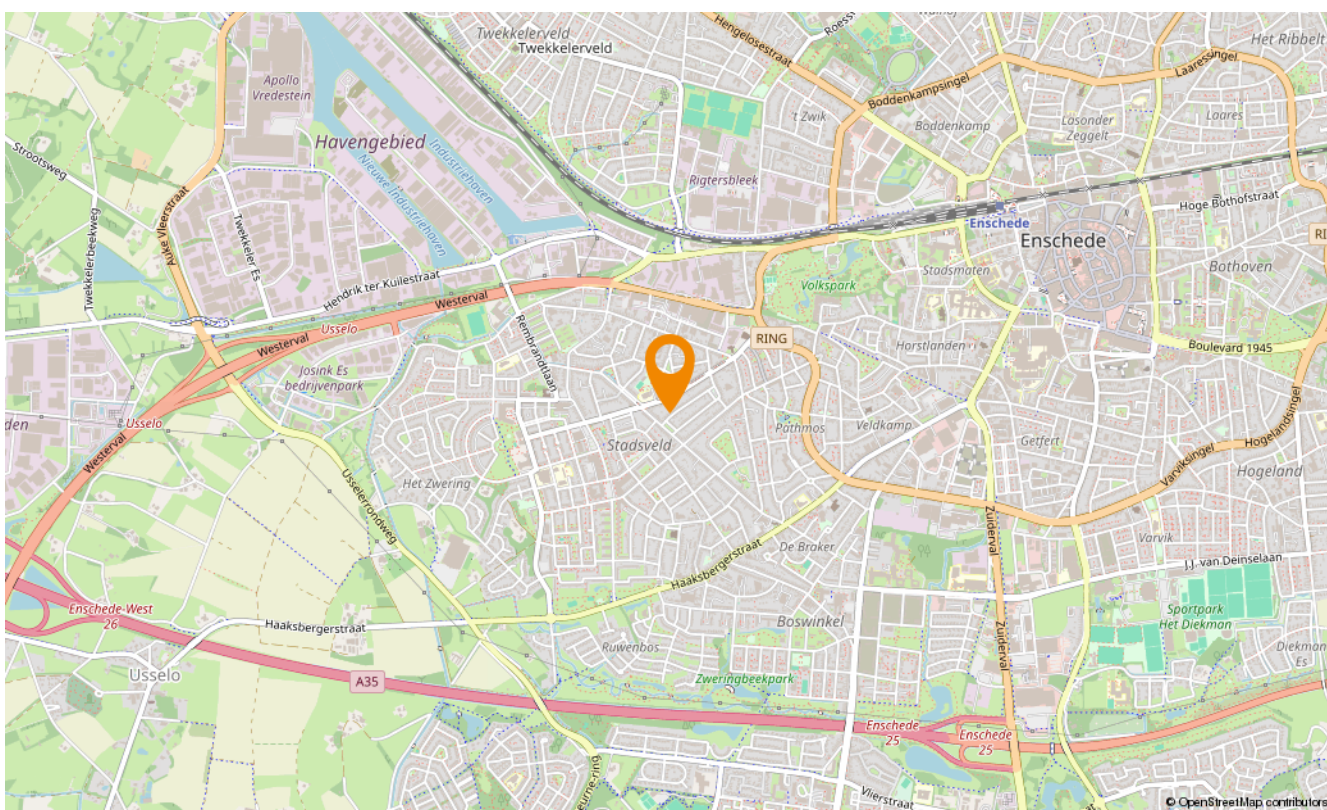 Twekkelerveld
Twekkelerveld
Hengelosestraat
Het Ribbelt
Laaressingel
Apollo
Vredestein
Boddenkampsingel
't Zwik
Boddenkamp
Lasonder
Zeggelt
Laares
Havengebied
Industriehaven
Nieuwe Industriehaven
Strootsweg
Rigtersbleek
Hoge Bothofstraat
Auke Vleerstraat
Twekkeler Es
Twekkelerbeekweg
Enschede
Enschede
Stadsmaten
Bothoven
Hendrik ter Kuilestraat
Volkspark
Westerval
Usselo
Westerval
Rembrandtlaan
RING
Horstlanden
Boulevard 1945
Josink Es
bedrijvenpark
Usselo
Westerval
Stadsveld
Pathmos
Veldkamp
Getfert
Hogelandsingel
Varviksingel
Hogeland
Het Zwering
Usselerrondweg
Zuiderval
De Braker
Varvik
Haaksbergerstraat
J.J. van Deinselaan
Enschede-West
26
Haaksbergerstraat
Boswinkel
Zuiderval
Sportpark
Het Diekman
Ruwenbos
Diekman
Es
Usselo
A35
Zweringbeekpark
Enschede
25
Enschede
25
Vlierstraat
© OpenStreetMap contributors